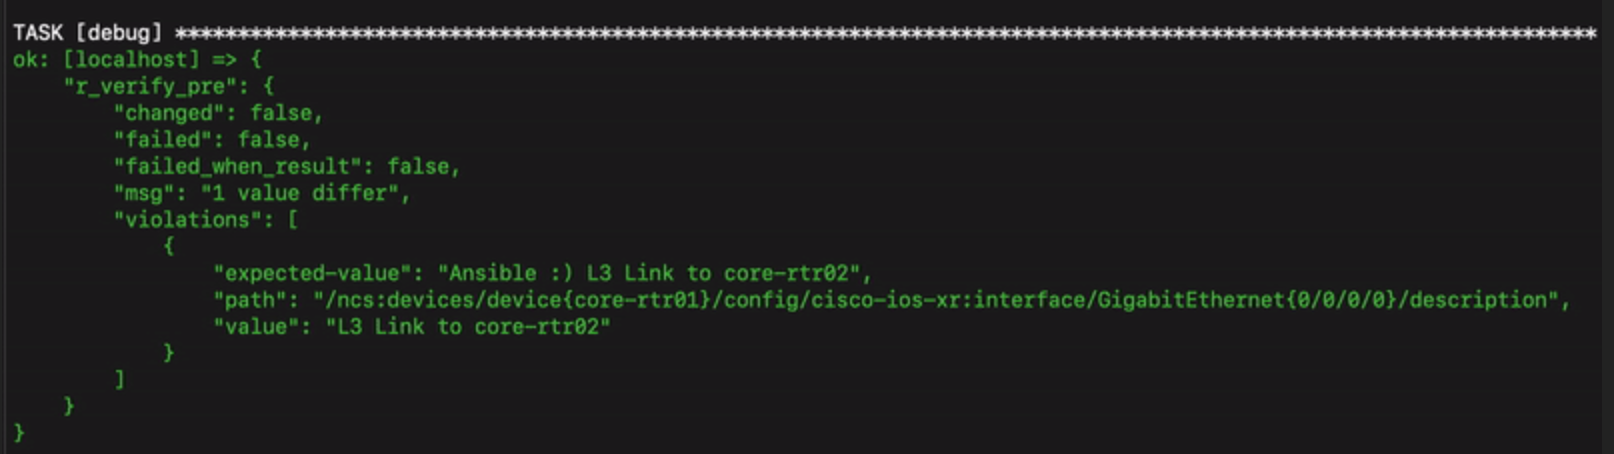 TASK [debug] ******************************************************************************************************************
ok: [localhost] => {
    "r_verify_pre": {
        "changed": false,
        "failed": false,
        "failed_when_result": false,
        "msg": "1 value differ",
        "violations": [
            {
                "expected-value": "Ansible :) L3 Link to core-rtr02",
                "path": "/ncs:devices/device{core-rtr01}/config/cisco-ios-xr:interface/GigabitEthernet{0/0/0/0}/description",
                "value": "L3 Link to core-rtr02"
            }
        ]
    }
}